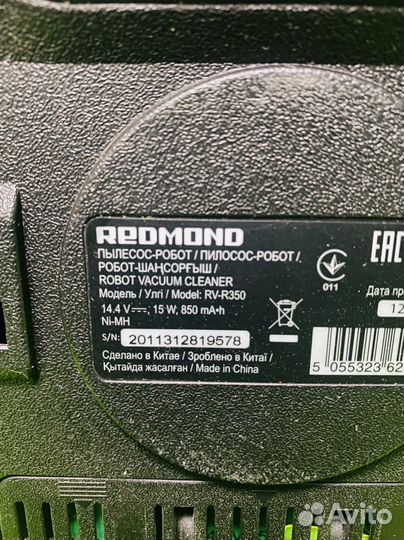 REDMOND
ПЫЛЕСОС-РОБОТ / ПИЛОСОС-РОБОТ /
РОБОТ-ШАҢСОРҒЫШ /
ROBOT VACUUM CLEANER
Модель / Улгі / Model: RV-R350
14.4 V⎓, 15 W, 850 mA•h
Ni-MH
S/N: 2011312819578
Сделано в Китае / Зроблено в Китаї /
Қытайда жасалған / Made in China
011
EAC
Дата пр
12
5 055323 62
Avito